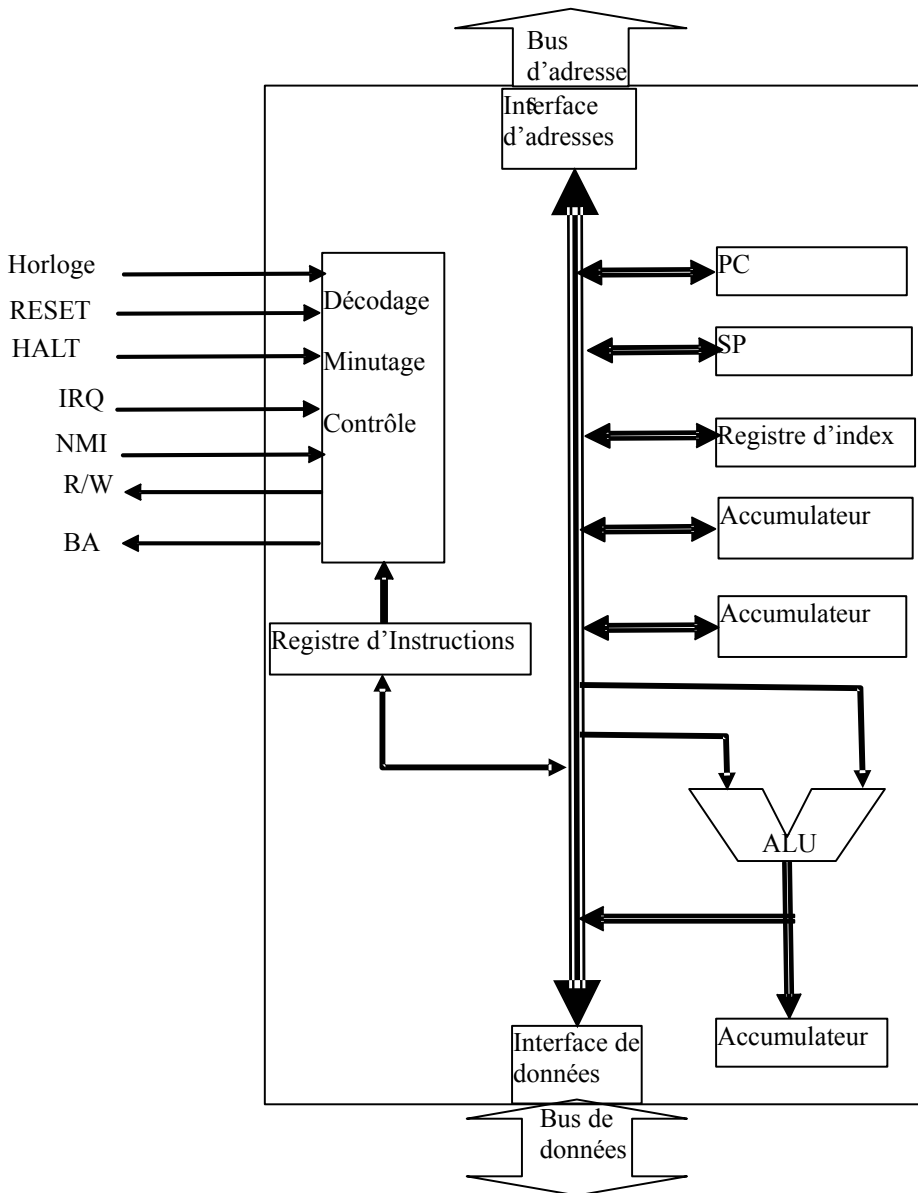 Bus
d’adresse
s
Interface
d’adresses
Horloge
RESET
HALT
IRQ
NMI
R/W
BA
Décodage
Minutage
Contrôle
Registre d’Instructions
PC
SP
Registre d’index
Accumulateur
Accumulateur
ALU
Accumulateur
Interface de
données
Bus de
données